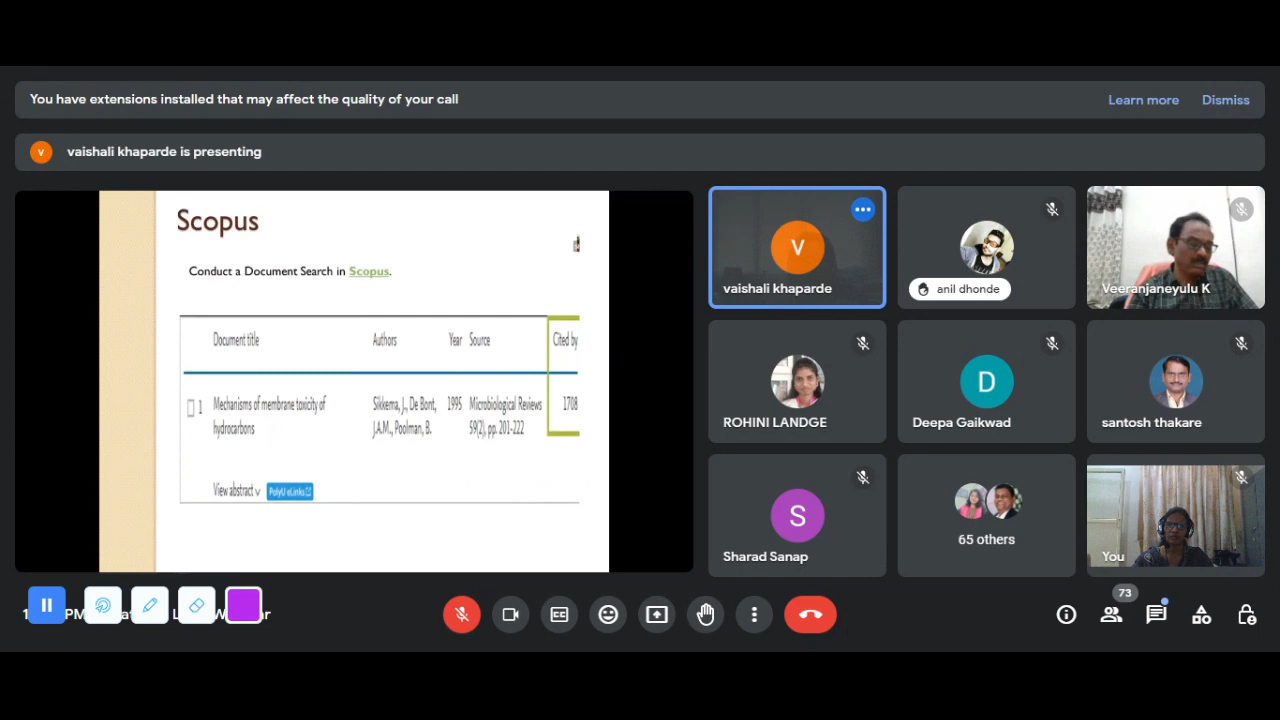 You have extensions installed that may affect the quality of your call
Learn more
Dismiss
V
vaishali khaparde is presenting
Scopus
Conduct a Document Search in Scopus.
Document title Authors Year Source Cited by
1 Mechanisms of membrane toxicity of Sikkema, J., De Bont, 1995 Microbiological Reviews 1708
hydrocarbons J.A.M., Poolman, B. 59(2), pp. 201-222
View abstract PolyU eLinks
V
vaishali khaparde
anil dhonde
Veeranjaneyulu K
ROHINI LANDGE
D
Deepa Gaikwad
santosh thakare
S
Sharad Sanap
65 others
You
73